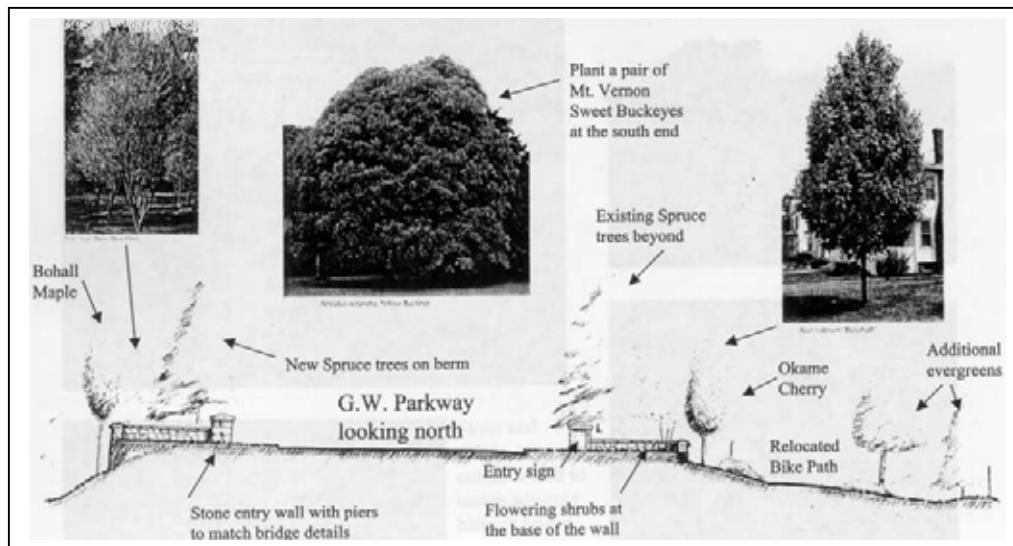 Plant a pair of
Mt. Vernon
Sweet Buckeyes
at the south end
Existing Spruce
trees beyond
Bohall
Maple
New Spruce trees on berm
G.W. Parkway
looking north
Okame
Cherry
Additional
evergreens
Relocated
Bike Path
Entry sign
Stone entry wall with piers
to match bridge details
Flowering shrubs at
the base of the wall